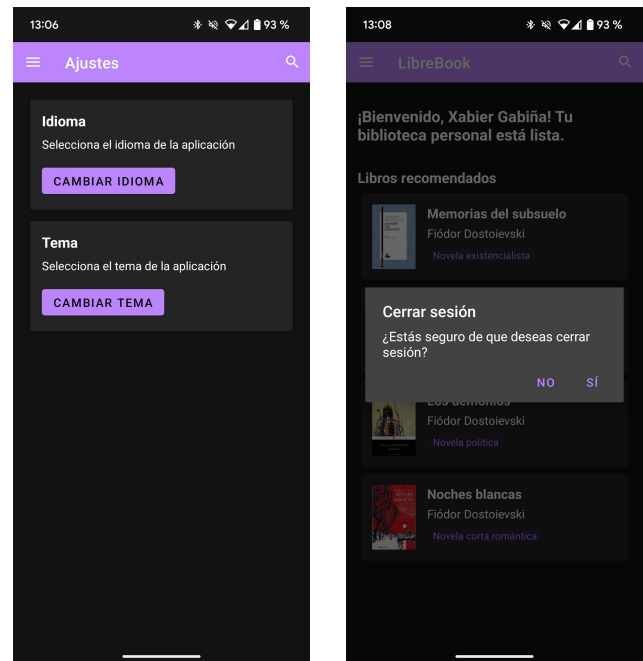 13:06
93 %
Ajustes
Idioma
Selecciona el idioma de la aplicación
CAMBIAR IDIOMA
Tema
Selecciona el tema de la aplicación
CAMBIAR TEMA
13:08
93 %
LibreBook
¡Bienvenido, Xabier Gabiña! Tu
biblioteca personal está lista.
Libros recomendados
Memorias del subsuelo
Fiódor Dostoievski
Novela existencialista
Cerrar sesión
¿Estás seguro de que deseas cerrar
sesión?
NO SÍ
Los demonios
Fiódor Dostoievski
Novela política
Noches blancas
Fiódor Dostoievski
Novela corta romántica